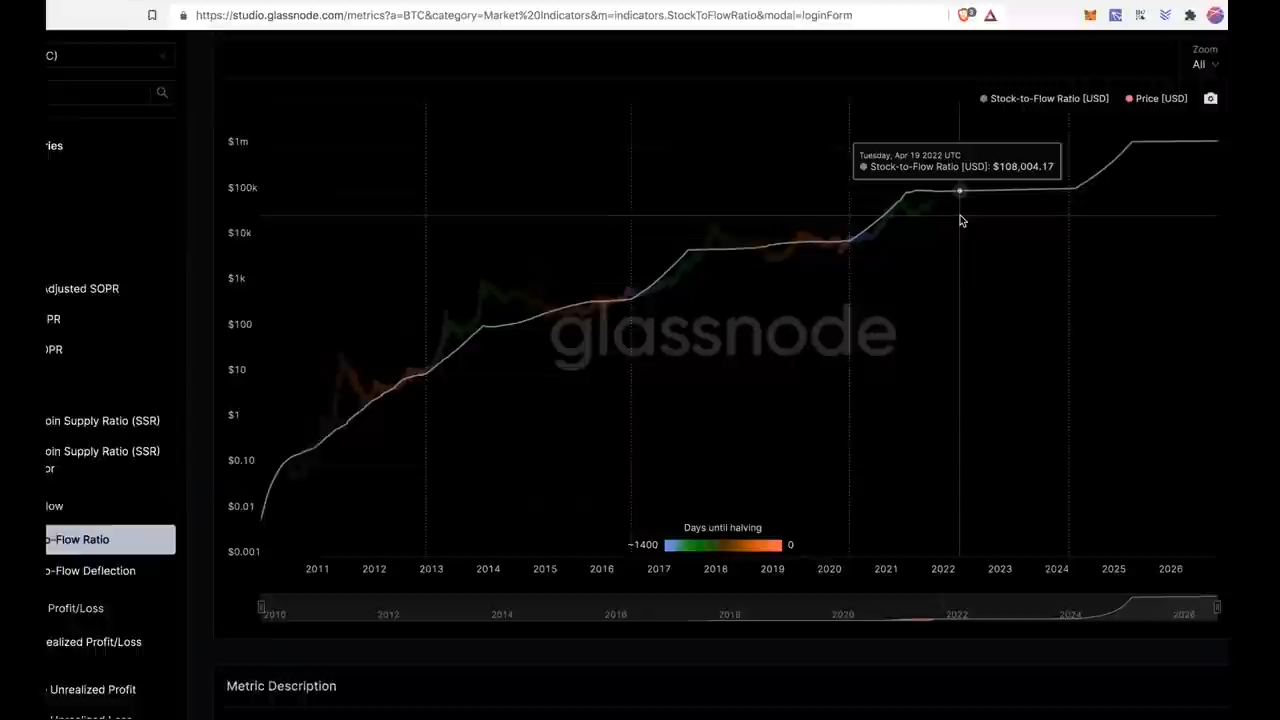 https://studio.glassnode.com/metrics?a=BTC&category=Market%20Indicators&m=indicators.StockToFlowRatio&modal=loginForm
3
C)
Zoom
All
Stock-to-Flow Ratio [USD]
Price [USD]
ries
Adjusted SOPR
PR
OPR
oin Supply Ratio (SSR)
oin Supply Ratio (SSR)
or
low
o-Flow Ratio
o-Flow Deflection
Profit/Loss
ealized Profit/Loss
Unrealized Profit
Unrealized Loss
$1m
$100k
$10k
$1k
$100
$10
$1
$0.10
$0.01
$0.001
Tuesday, Apr 19 2022 UTC
Stock-to-Flow Ratio [USD]: $108,004.17
glassnode
Days until halving
~1400 0
2011 2012 2013 2014 2015 2016 2017 2018 2019 2020 2021 2022 2023 2024 2025 2026
2010 2012 2014 2016 2018 2020 2022 2024 2026
Metric Description